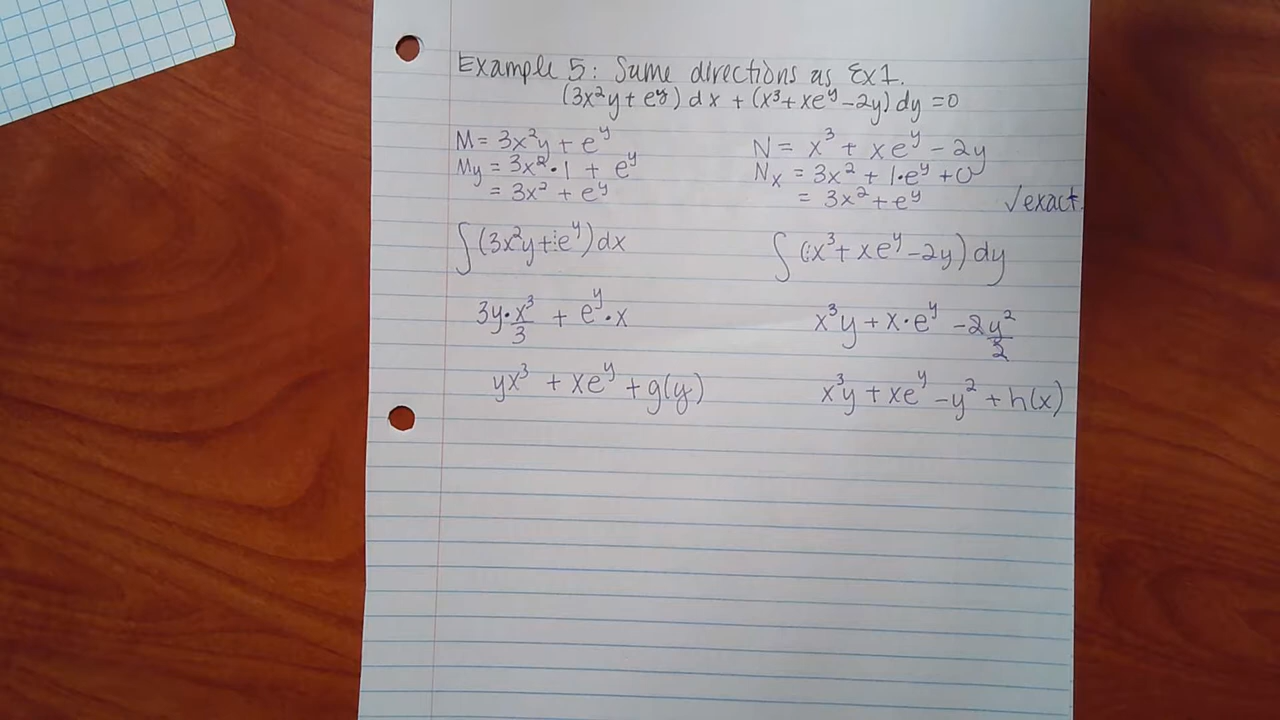 Example 5: Same directions as Ex1.
(3x²y + e^y) dx + (x³ + xe^y - 2y) dy = 0
M = 3x²y + e^y
N = x³ + xe^y - 2y
My = 3x² • 1 + e^y
Nx = 3x² + 1•e^y + 0
= 3x² + e^y
= 3x² + e^y √exact.
∫(3x²y + e^y) dx
∫(x³ + xe^y - 2y) dy
3y • x³/3 + e^y • x
x³y + x • e^y - 2y²/2
yx³ + xe^y + g(y)
x³y + xe^y - y² + h(x)